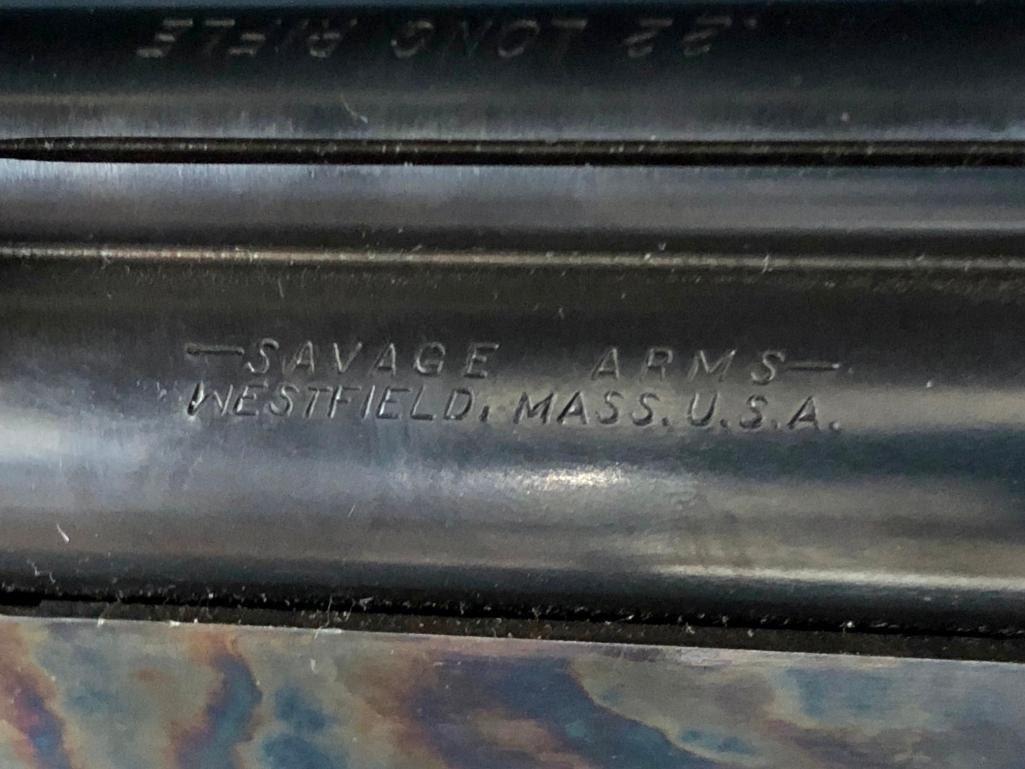 .22 LONG RIFLE
—SAVAGE ARMS—
WESTFIELD, MASS. U.S.A.